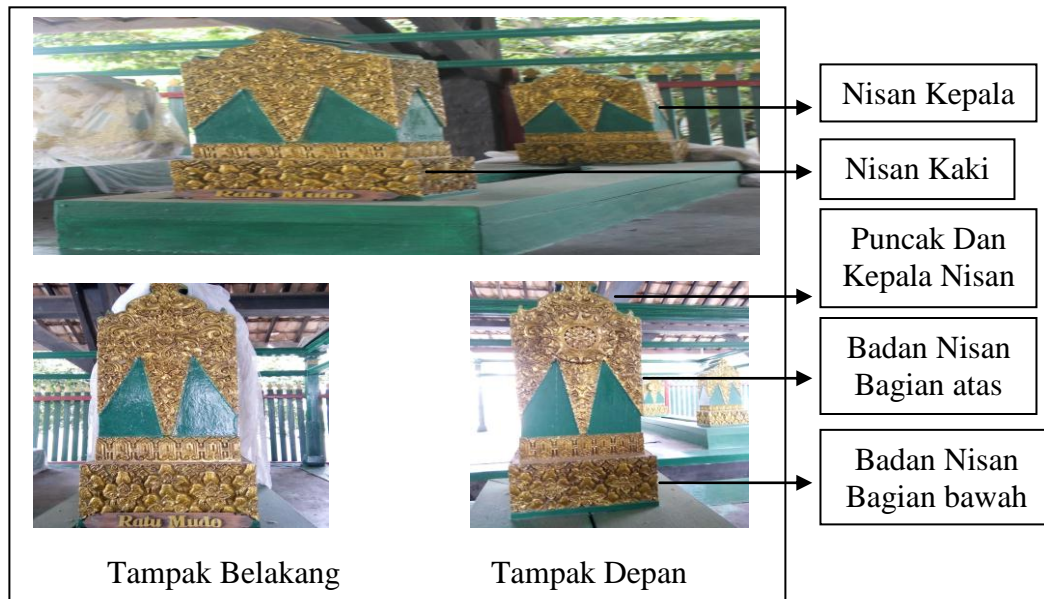 Nisan Kepala
Ratu Mudo
Nisan Kaki
Puncak Dan
Kepala Nisan
Badan Nisan
Bagian atas
Badan Nisan
Bagian bawah
Ratu Mudo
Tampak Belakang
Tampak Depan